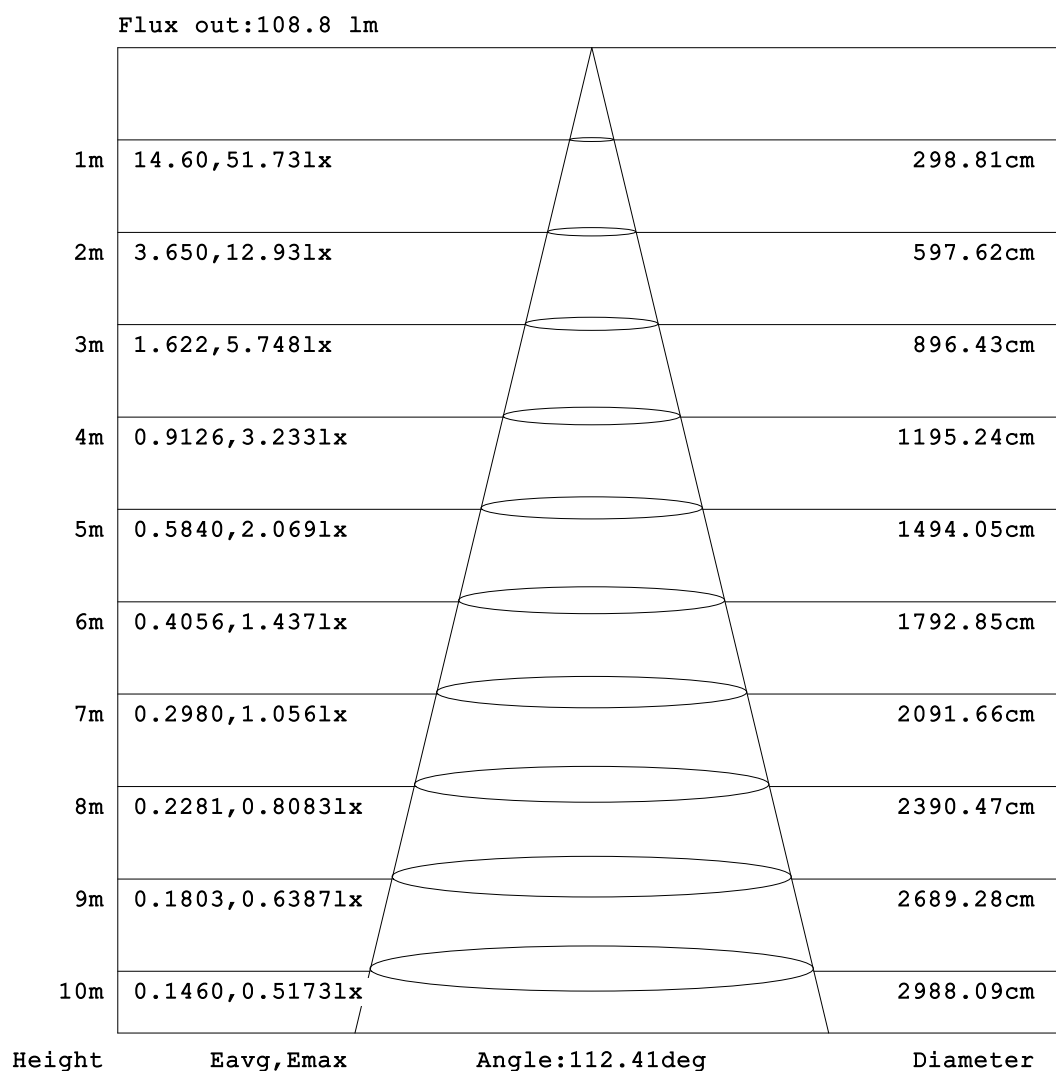 Flux out:108.8 lm
1m 14.60,51.73lx 298.81cm
2m 3.650,12.93lx 597.62cm
3m 1.622,5.748lx 896.43cm
4m 0.9126,3.233lx 1195.24cm
5m 0.5840,2.069lx 1494.05cm
6m 0.4056,1.437lx 1792.85cm
7m 0.2980,1.056lx 2091.66cm
8m 0.2281,0.8083lx 2390.47cm
9m 0.1803,0.6387lx 2689.28cm
10m 0.1460,0.5173lx 2988.09cm
Height Eavg,Emax Angle:112.41deg Diameter